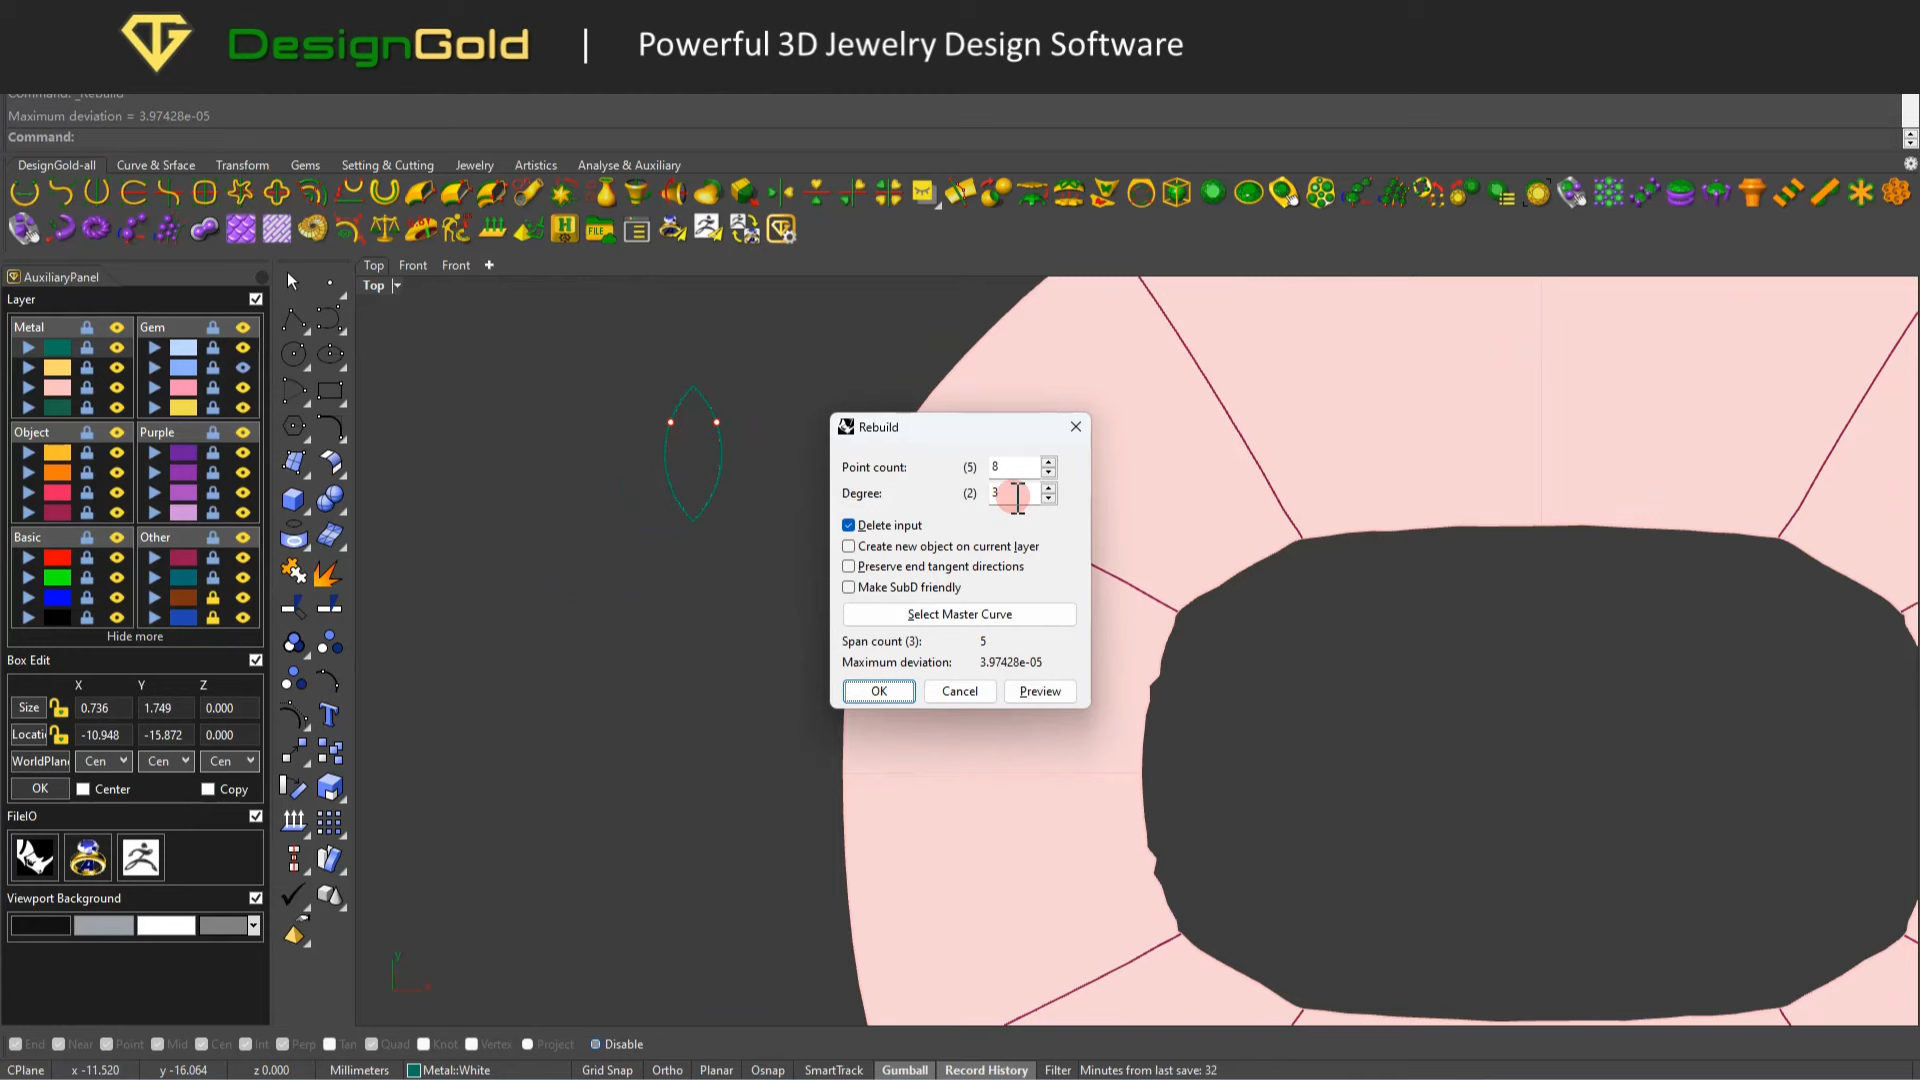 DesignGold | Powerful 3D Jewelry Design Software
Command: _Rebuild
Maximum deviation = 3.97428e-05
Command:
DesignGold-all Curve & Srface Transform Gems Setting & Cutting Jewelry Artistics Analyse & Auxiliary
H FILE
AuxiliaryPanel
Top Front Front
Layer
Top
Metal Gem
Object Purple
Basic Other
Hide more
Box Edit
X Y Z
Size 0.736 1.749 0.000
Locati -10.948 -15.872 0.000
WorldPlan Cen Cen Cen
OK Center Copy
FileIO
Viewport Background
T
Rebuild
Point count: (5) 8
Degree: (2) 3
Delete input
Create new object on current layer
Preserve end tangent directions
Make SubD friendly
Select Master Curve
Span count (3): 5
Maximum deviation: 3.97428e-05
OK Cancel Preview
y
x
End Near Point Mid Cen Int Perp Tan Quad Knot Vertex Project Disable
CPlane x -11.520 y -16.064 z 0.000 Millimeters Metal::White Grid Snap Ortho Planar Osnap SmartTrack Gumball Record History Filter Minutes from last save: 32